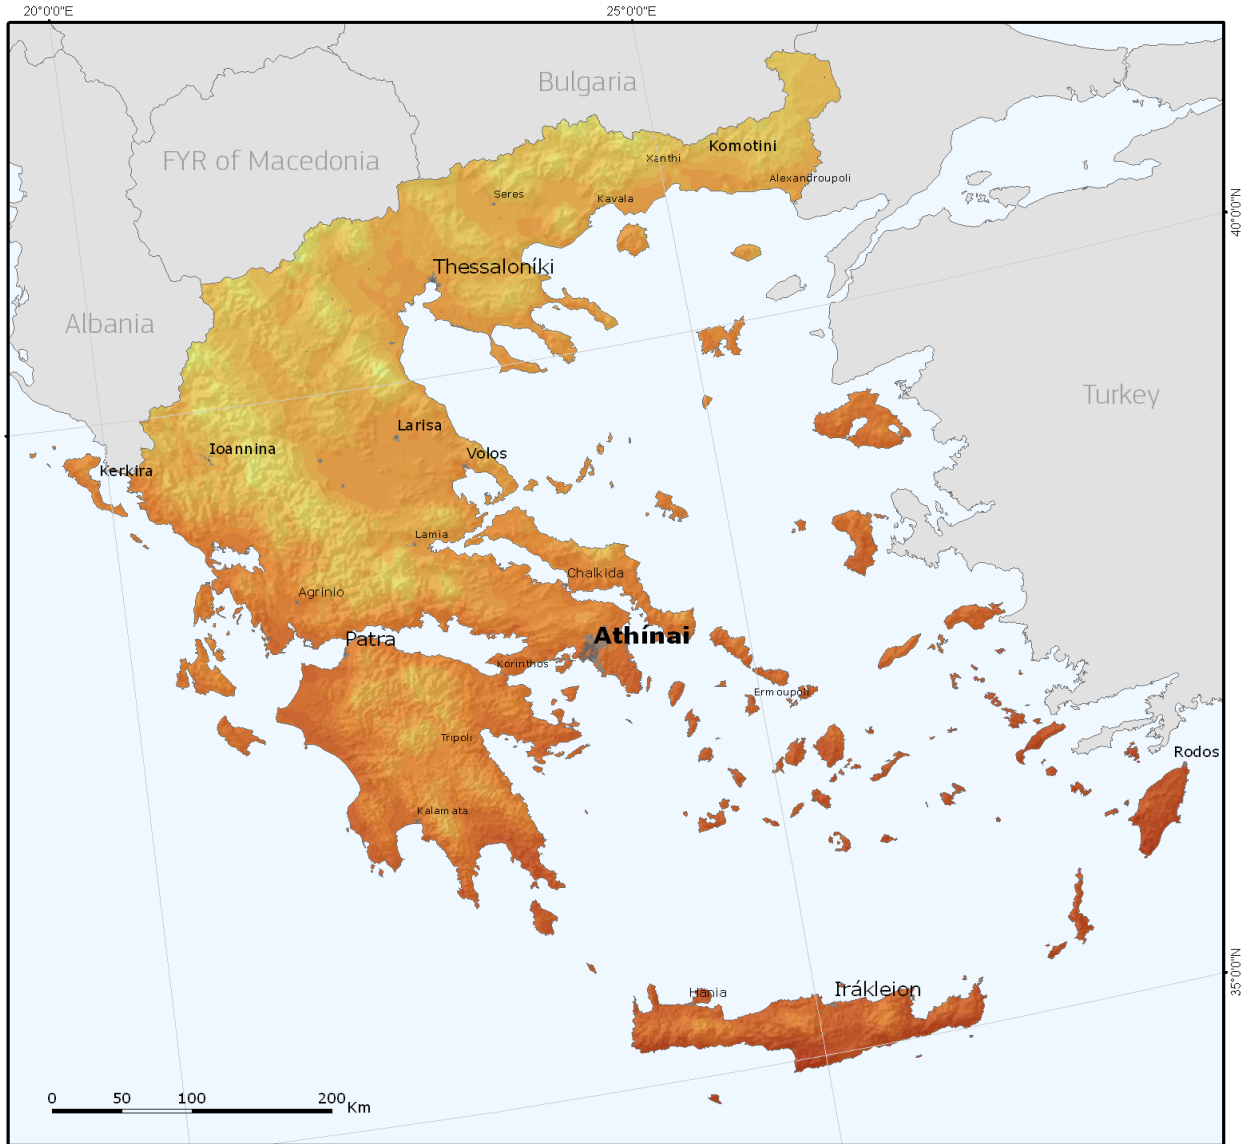 20°0'0"E
25°0'0"E
Bulgaria
FYR of Macedonia
Komotini
Xanthi
Alexandroupoli
Seres
Kavala
40°0'0"N
Thessaloníki
Albania
Turkey
Larisa
Ioannina
Volos
Kerkira
Lamia
Chalkida
Agrinio
Athínai
Patra
Korinthos
Ermoupoli
Tripoli
Rodos
Kalamata
35°0'0"N
Hania
Irákleion
0 50 100 200 Km